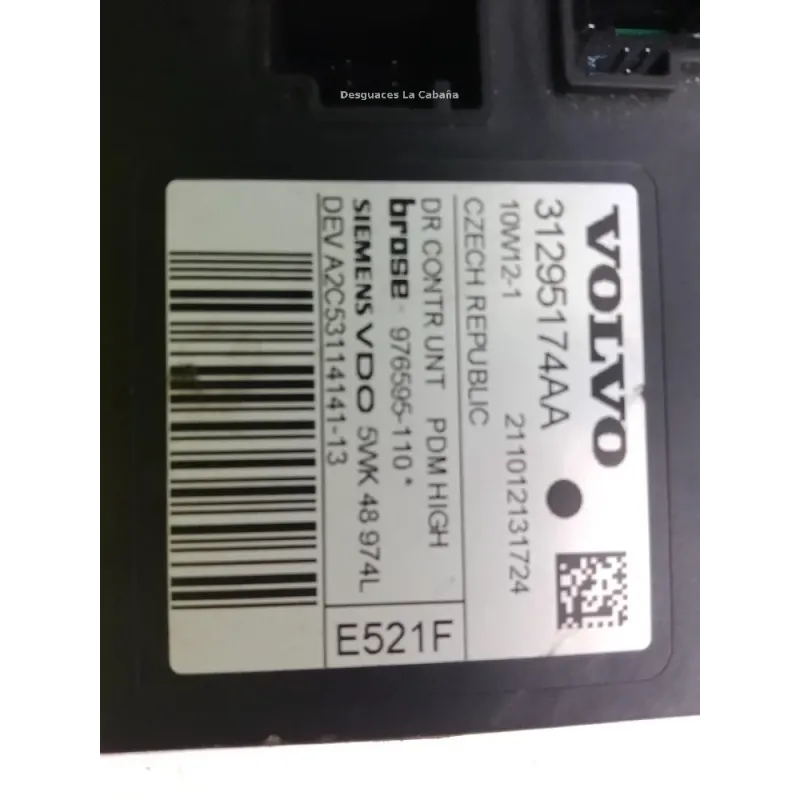 Desguaces La Cabaña
VOLVO
31295174AA
10W12-1 211012131724
CZECH REPUBLIC
DR CONTR UNT PDM HIGH
brose - 976595-110*
SIEMENS VDO 5WK 48 974L
DEV A2C53114141-13
E521F